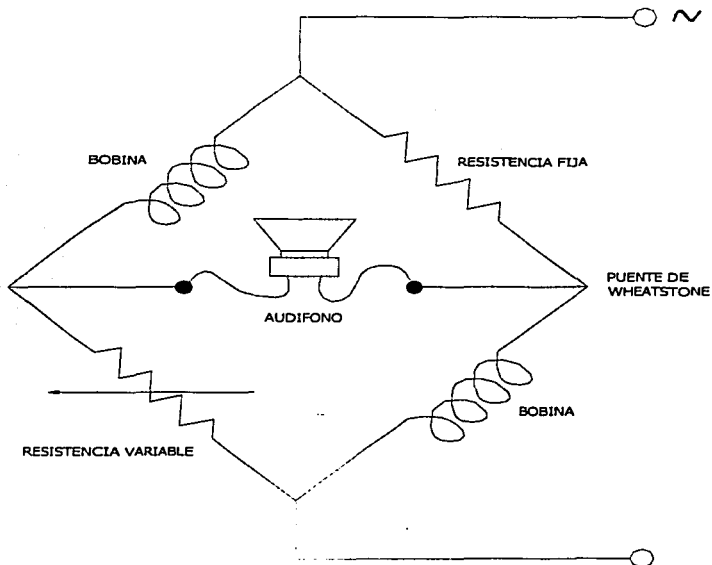 ∿
BOBINA
RESISTENCIA FIJA
PUENTE DE
WHEATSTONE
AUDIFONO
BOBINA
RESISTENCIA VARIABLE